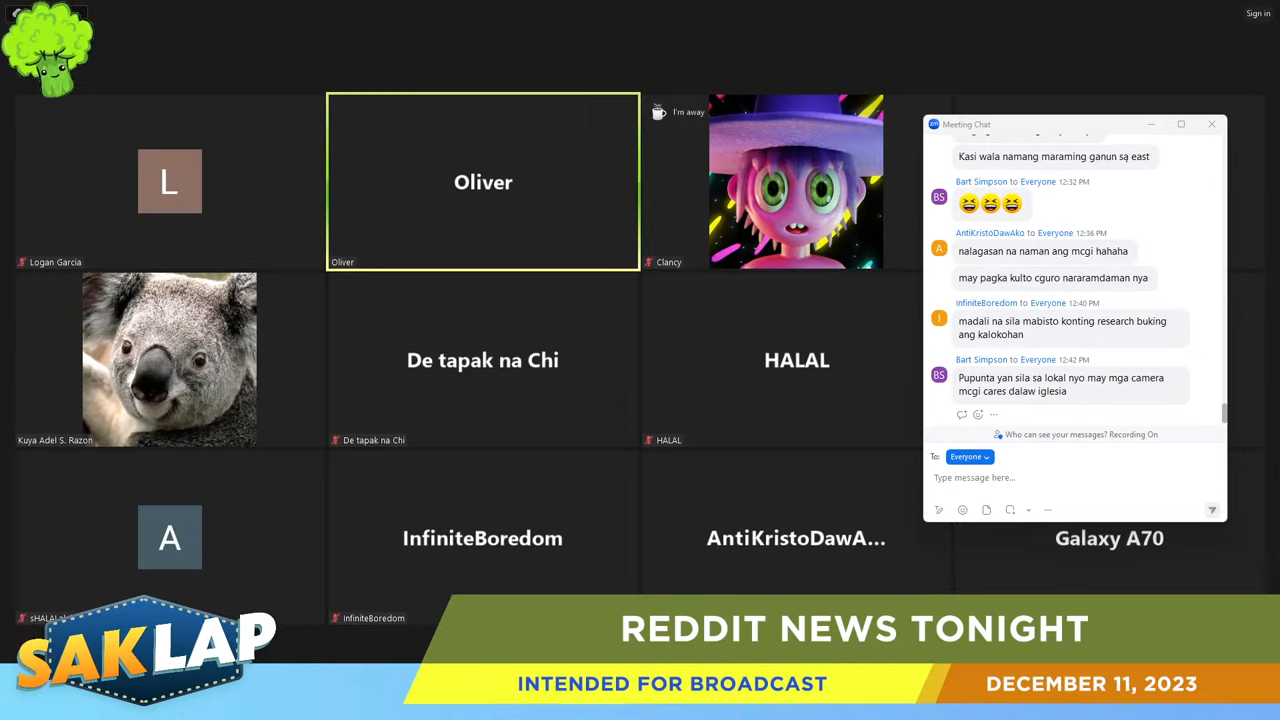 Sign in
I'm away
L
Oliver
Logan Garcia
Oliver
Clancy
De tapak na Chi
HALAL
Kuya Adel S. Razon
De tapak na Chi
HALAL
A
InfiniteBoredom
AntiKristoDawA...
Galaxy A70
InfiniteBoredom
zm Meeting Chat
Kasi wala namang maraming ganun sq east
Bart Simpson to Everyone 12:32 PM
BS
😆😆😆
AntiKristoDawAko to Everyone 12:36 PM
A
nalagasan na naman ang mcgi hahaha
may pagka kulto cguro nararamdaman nya
InfiniteBoredom to Everyone 12:40 PM
I
madali na sila mabisto konting research buking
ang kalokohan
Bart Simpson to Everyone 12:42 PM
BS
Pupunta yan sila sa lokal nyo may mga camera
mcgi cares dalaw iglesia
Who can see your messages? Recording On
To: Everyone
Type message here...
SAKLAP
REDDIT NEWS TONIGHT
INTENDED FOR BROADCAST
DECEMBER 11, 2023